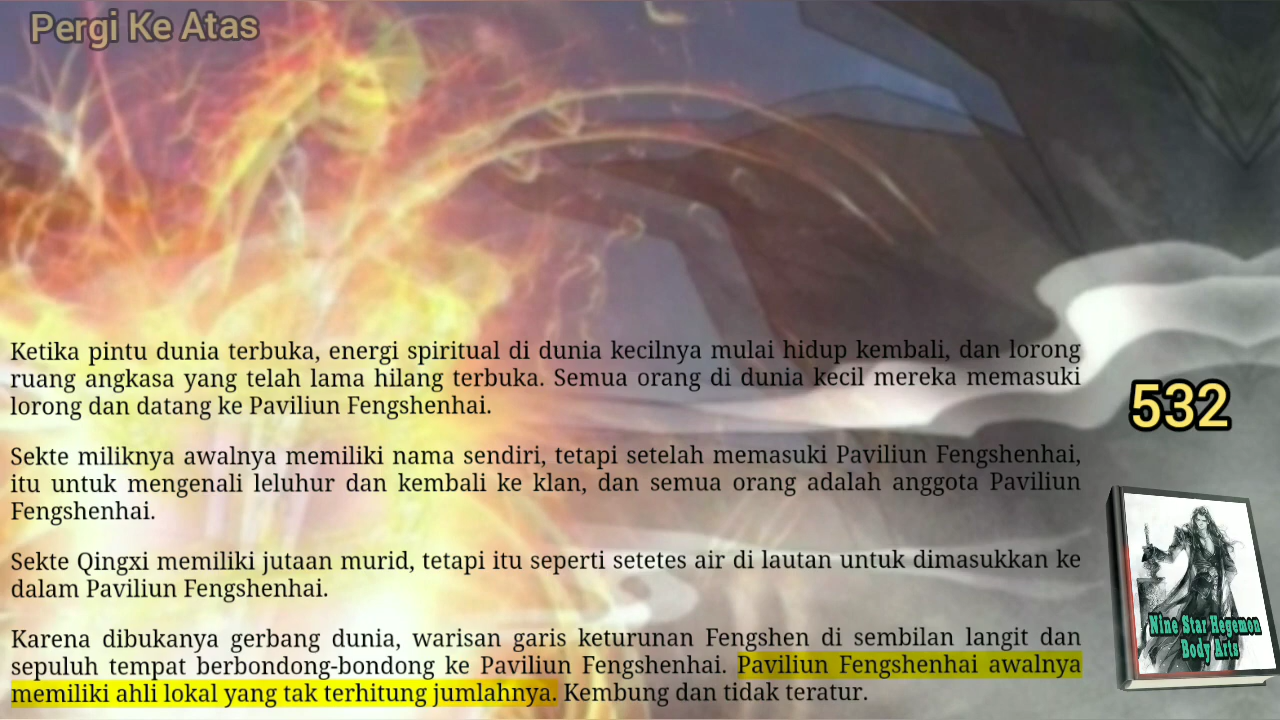 Pergi Ke Atas
Ketika pintu dunia terbuka, energi spiritual di dunia kecilnya mulai hidup kembali, dan lorong
ruang angkasa yang telah lama hilang terbuka. Semua orang di dunia kecil mereka memasuki
lorong dan datang ke Paviliun Fengshenhai.
Sekte miliknya awalnya memiliki nama sendiri, tetapi setelah memasuki Paviliun Fengshenhai,
itu untuk mengenali leluhur dan kembali ke klan, dan semua orang adalah anggota Paviliun
Fengshenhai.
Sekte Qingxi memiliki jutaan murid, tetapi itu seperti setetes air di lautan untuk dimasukkan ke
dalam Paviliun Fengshenhai.
Karena dibukanya gerbang dunia, warisan garis keturunan Fengshen di sembilan langit dan
sepuluh tempat berbondong-bondong ke Paviliun Fengshenhai. Paviliun Fengshenhai awalnya
memiliki ahli lokal yang tak terhitung jumlahnya. Kembung dan tidak teratur.
532
Nine Star Hegemon
Body Arts